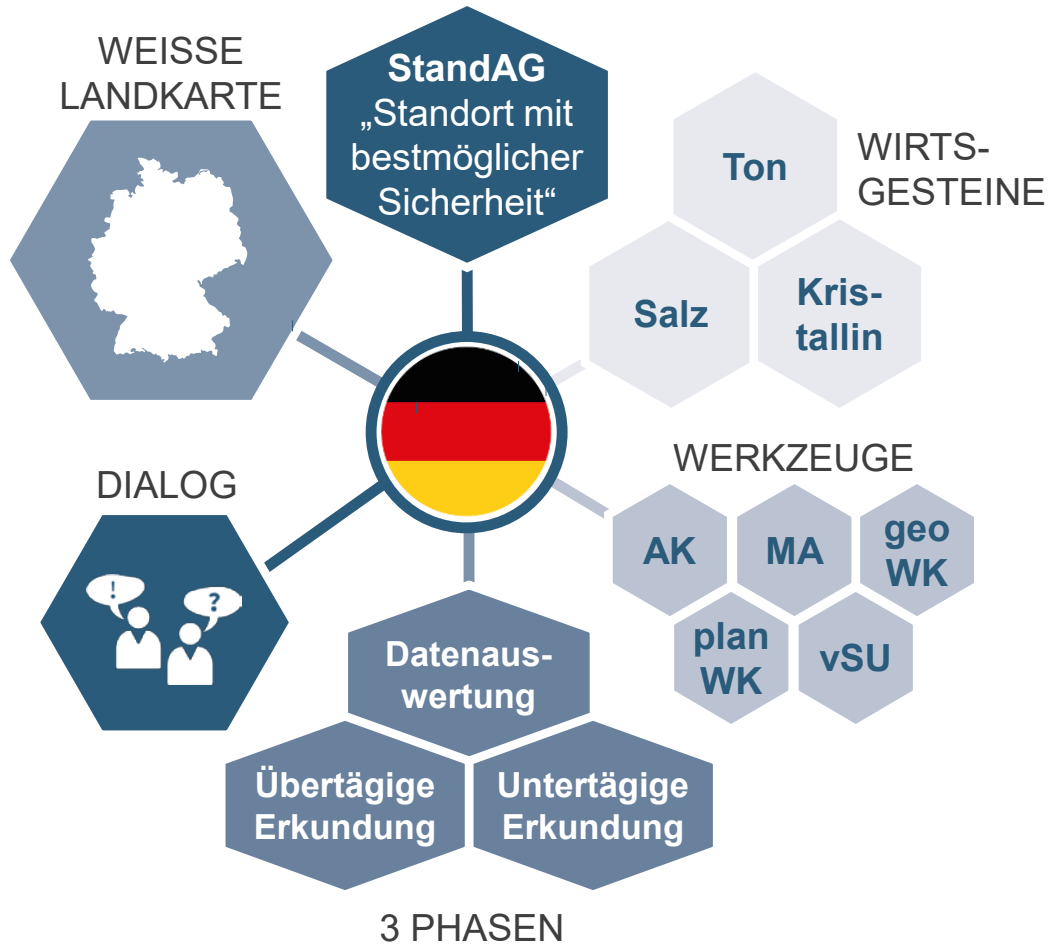 WEISSE
LANDKARTE
StandAG
„Standort mit
bestmöglicher
Sicherheit“
Ton
Salz
Kris-
tallin
WIRTS-
GESTEINE
WERKZEUGE
AK
MA
geo
WK
plan
WK
vSU
DIALOG
!
?
Datenaus-
wertung
Übertägige
Erkundung
Untertägige
Erkundung
3 PHASEN